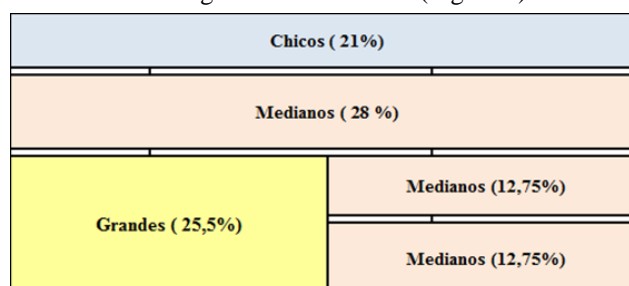 Chicos ( 21%)
Medianos ( 28 %)
Medianos (12,75%)
Grandes ( 25,5%)
Medianos (12,75%)